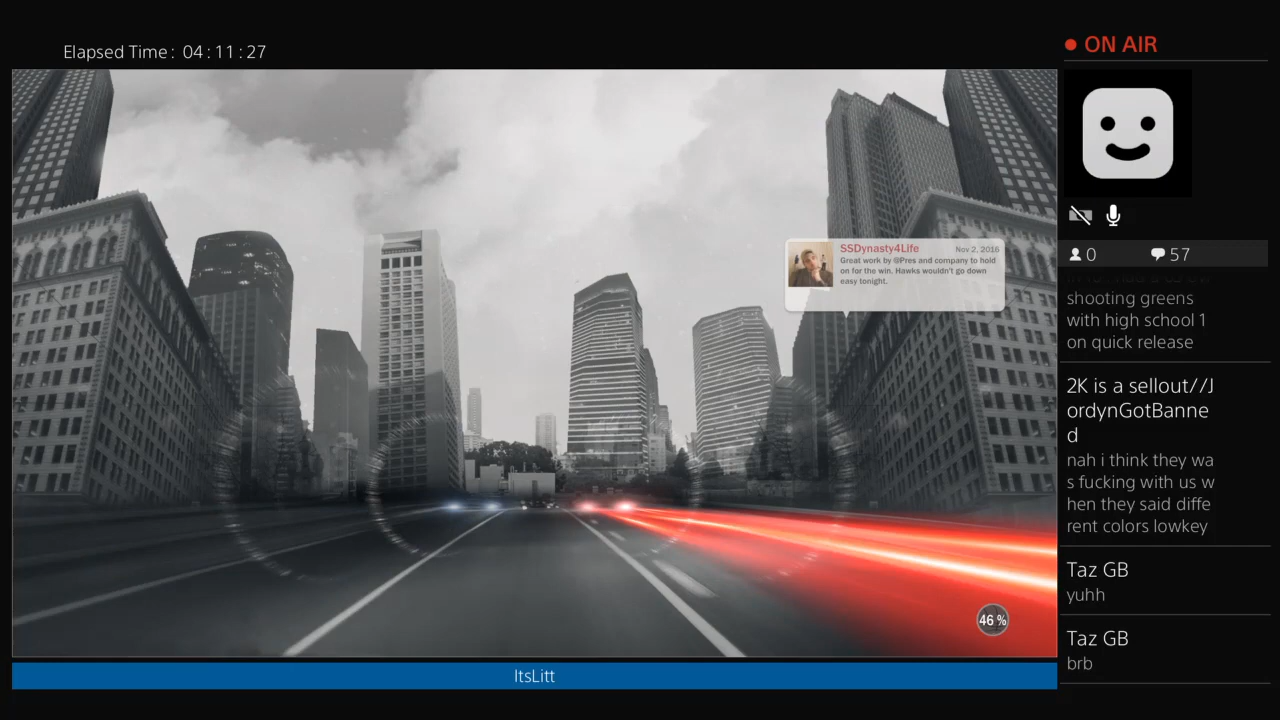 Elapsed Time: 04:11:27
ON AIR
SSDynasty4Life
Nov 2, 2016
Great work by @Pres and company to hold
on for the win. Hawks wouldn't go down
easy tonight.
46 %
ItsLitt
0
57
shooting greens
with high school 1
on quick release
2K is a sellout//J
ordynGotBanne
d
nah i think they wa
s fucking with us w
hen they said diffe
rent colors lowkey
Taz GB
yuhh
Taz GB
brb